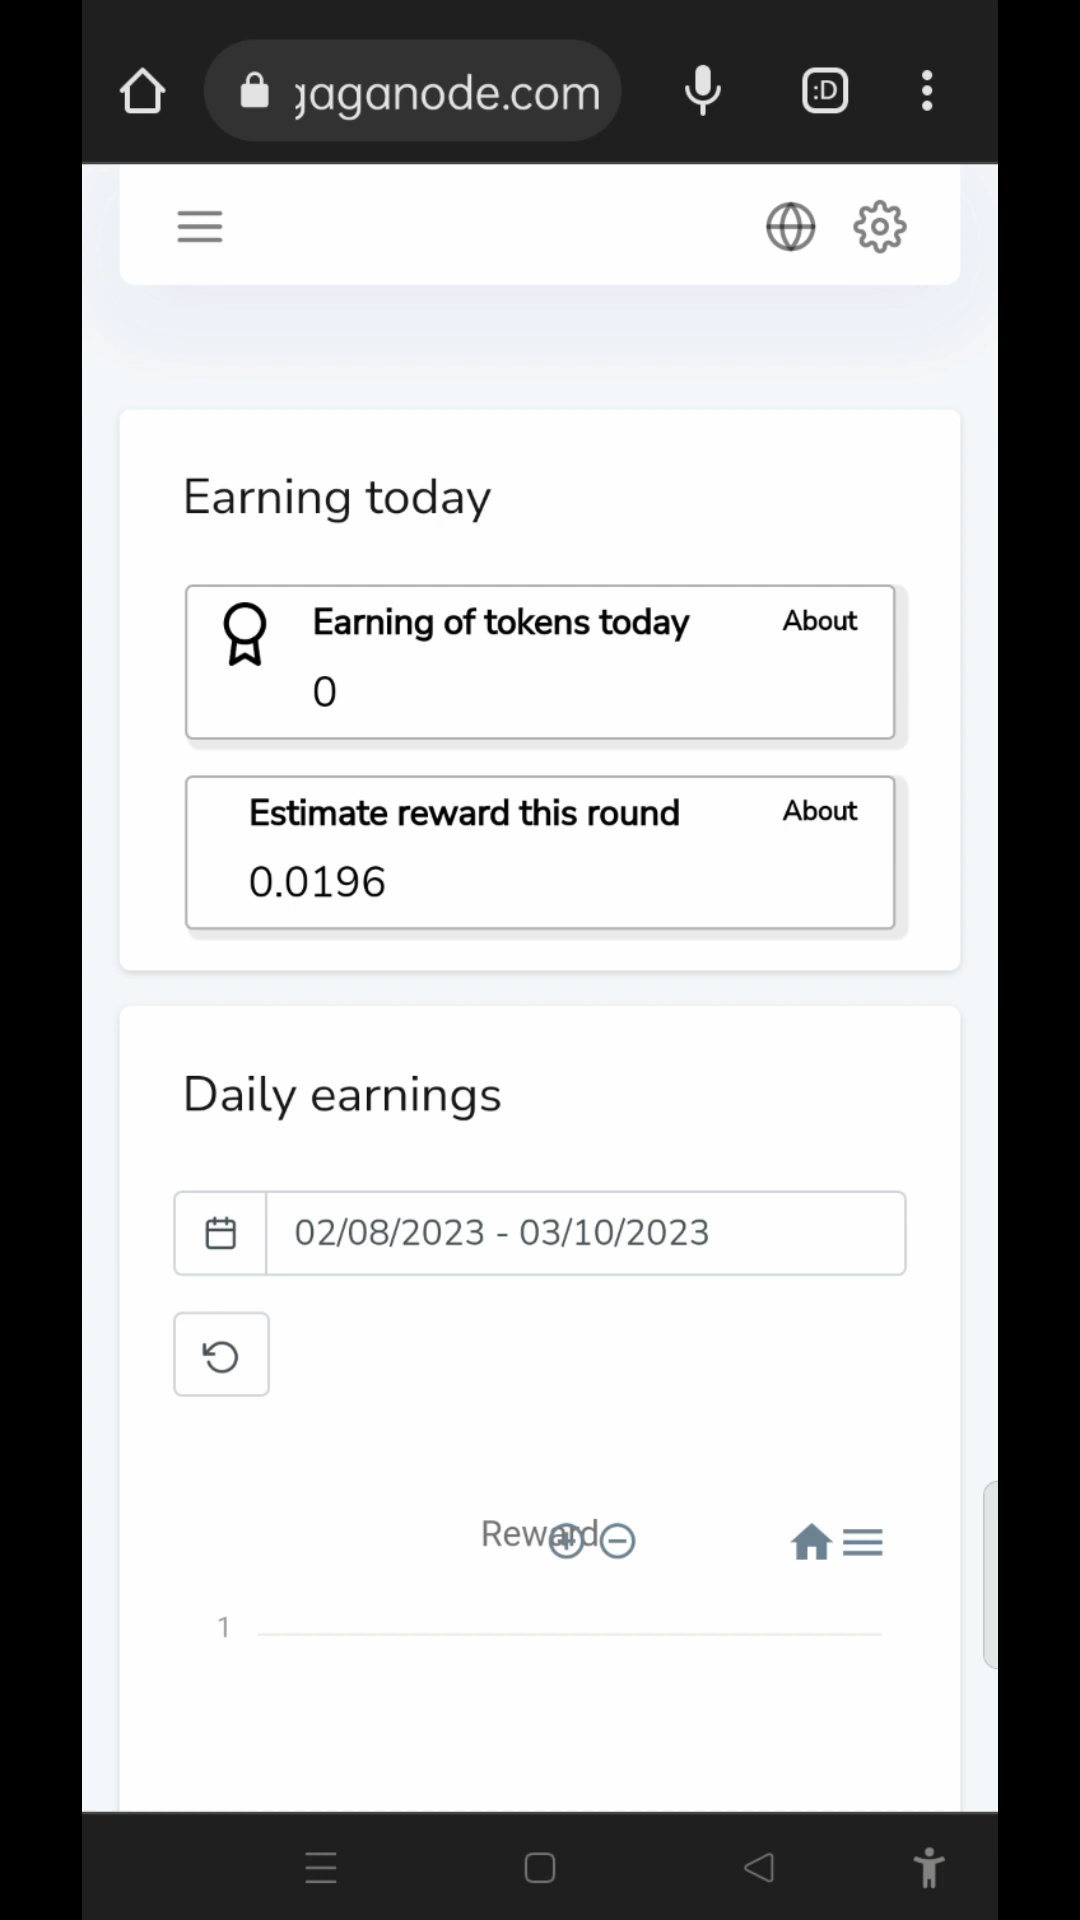 gaganode.com
:D
Earning today
Earning of tokens today
About
0
Estimate reward this round
About
0.0196
Daily earnings
02/08/2023 - 03/10/2023
Reward
1